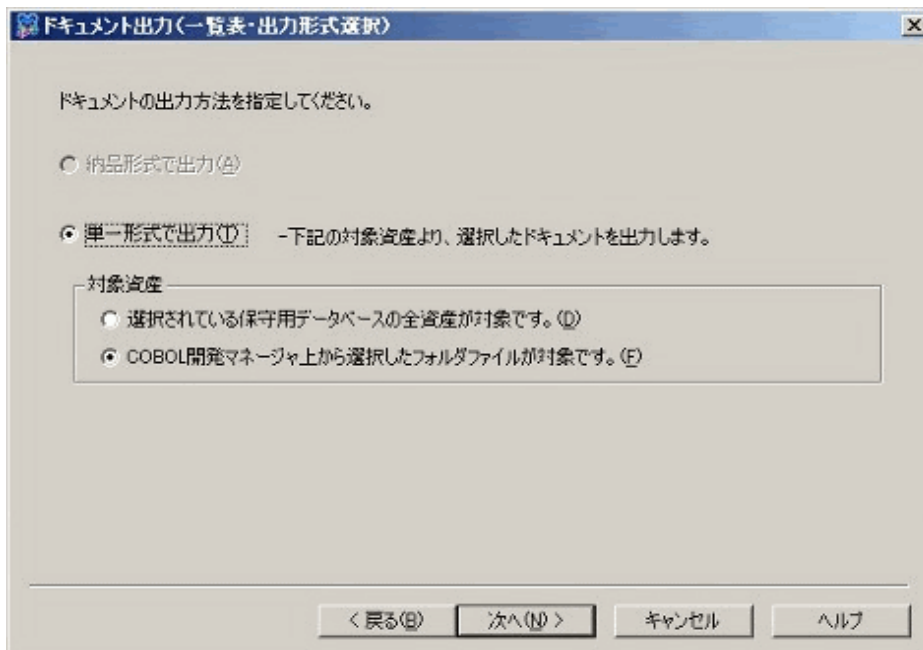 ドキュメント出力(一覧表・出力形式選択)
ドキュメントの出力方法を指定してください。
納品形式で出力(A)
単一形式で出力(T) -下記の対象資産より、選択したドキュメントを出力します。
対象資産
選択されている保守用データベースの全資産が対象です。(D)
COBOL開発マネージャ上から選択したフォルダファイルが対象です。(F)
< 戻る(B) 次へ(N) > キャンセル ヘルプ